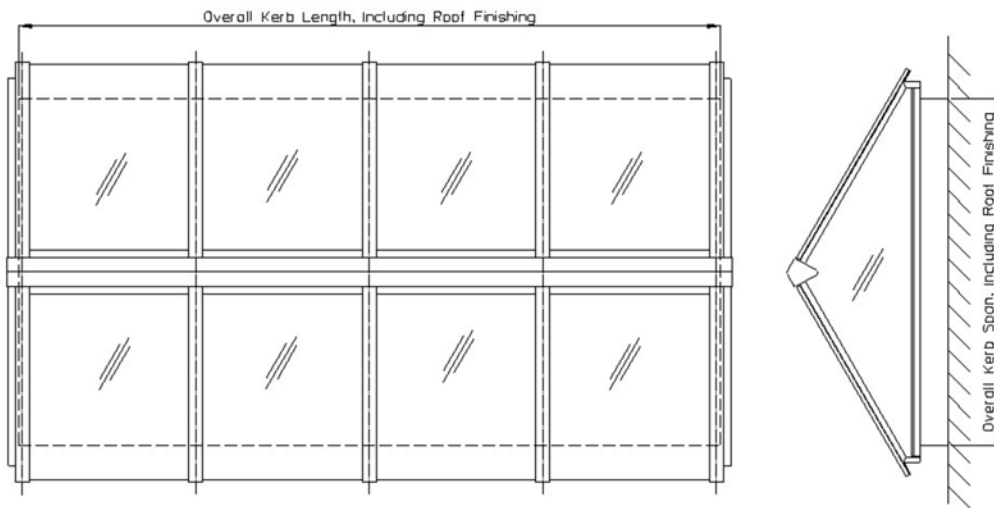 Overall Kerb Length, Including Roof Finishing
Overall Kerb Span, Including Roof Finishing